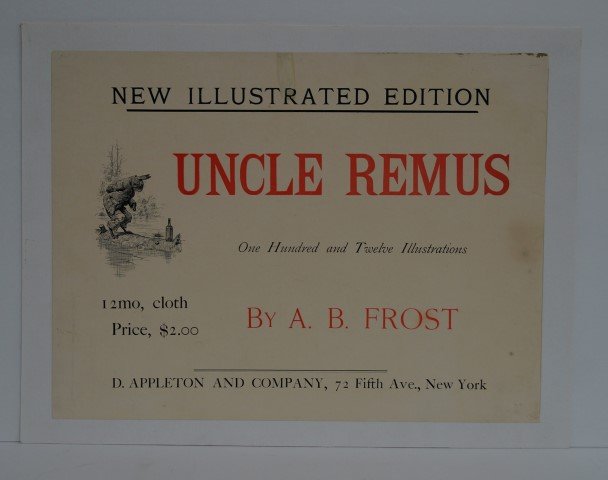 NEW ILLUSTRATED EDITION
UNCLE REMUS
One Hundred and Twelve Illustrations
12mo, cloth
Price, $2.00
By A. B. FROST
D. APPLETON AND COMPANY, 72 Fifth Ave., New York